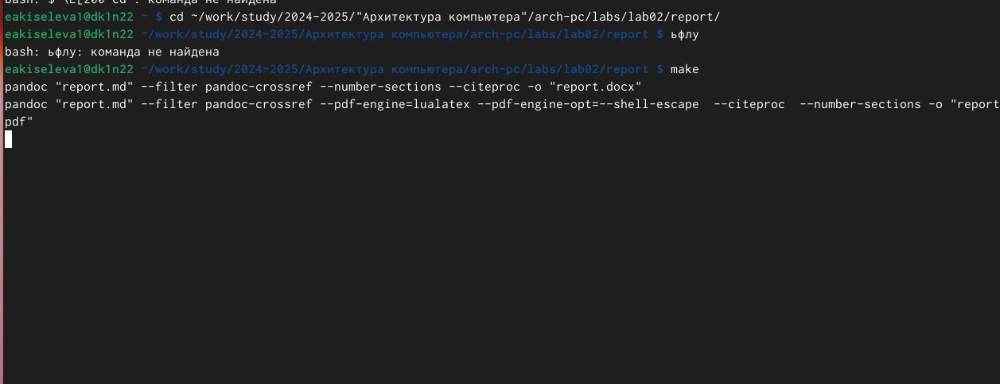 bash: $'\E[200~cd': команда не найдена
eakiseleva1@dk1n22 ~ $ cd ~/work/study/2024-2025/"Архитектура компьютера"/arch-pc/labs/lab02/report/
eakiseleva1@dk1n22 ~/work/study/2024-2025/Архитектура компьютера/arch-pc/labs/lab02/report $ ьфлу
bash: ьфлу: команда не найдена
eakiseleva1@dk1n22 ~/work/study/2024-2025/Архитектура компьютера/arch-pc/labs/lab02/report $ make
pandoc "report.md" --filter pandoc-crossref --number-sections --citeproc -o "report.docx"
pandoc "report.md" --filter pandoc-crossref --pdf-engine=lualatex --pdf-engine-opt=--shell-escape  --citeproc  --number-sections -o "report
pdf"